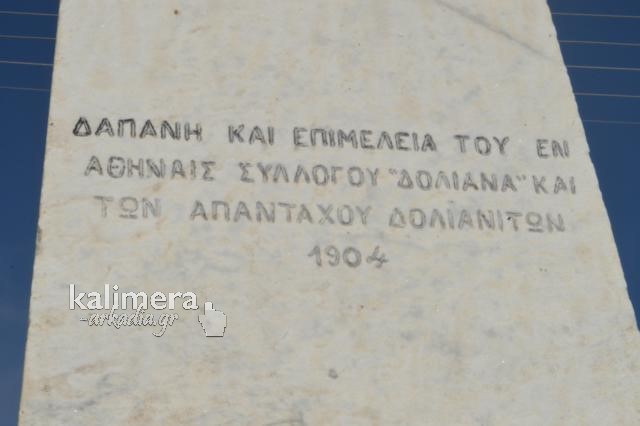 ΔΑΠΑΝΗ ΚΑΙ ΕΠΙΜΕΛΕΙΑ ΤΟΥ ΕΝ
ΑΘΗΝΑΙΣ ΣΥΛΛΟΓΟΥ "ΔΟΛΙΑΝΑ" ΚΑΙ
ΤΩΝ ΑΠΑΝΤΑΧΟΥ ΔΟΛΙΑΝΙΤΩΝ
1904
kalimera
-arkadia.gr